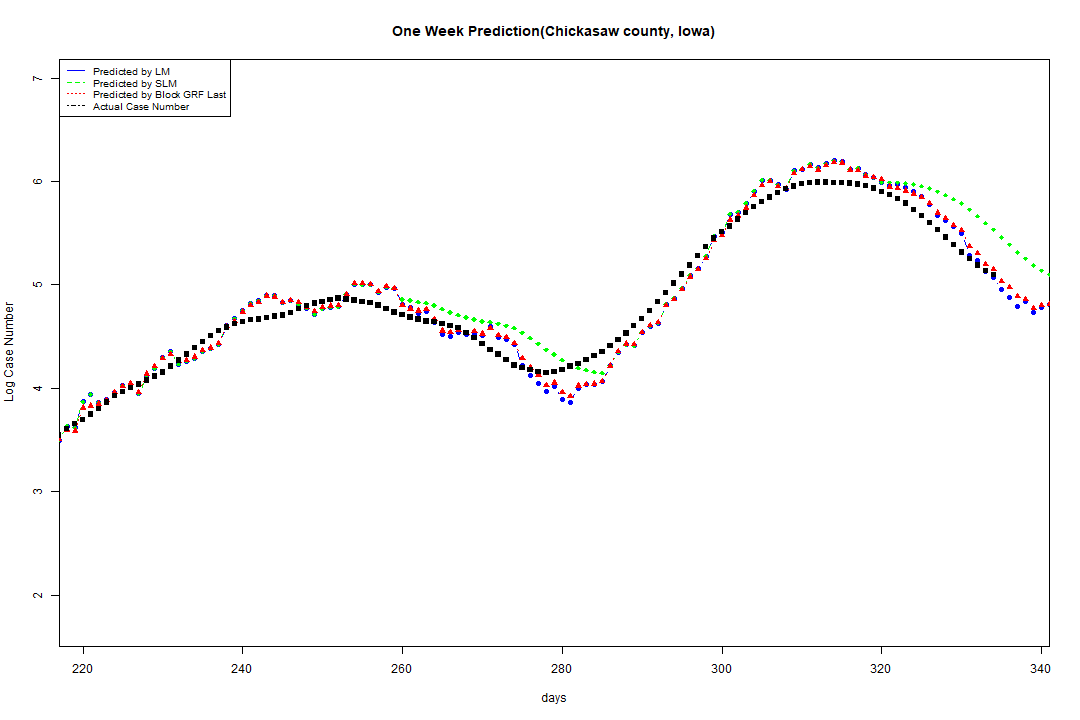 One Week Prediction(Chickasaw county, Iowa)
Predicted by LM
Predicted by SLM
Predicted by Block GRF Last
Actual Case Number
7
6
5
4
3
2
Log Case Number
220 240 260 280 300 320 340
days